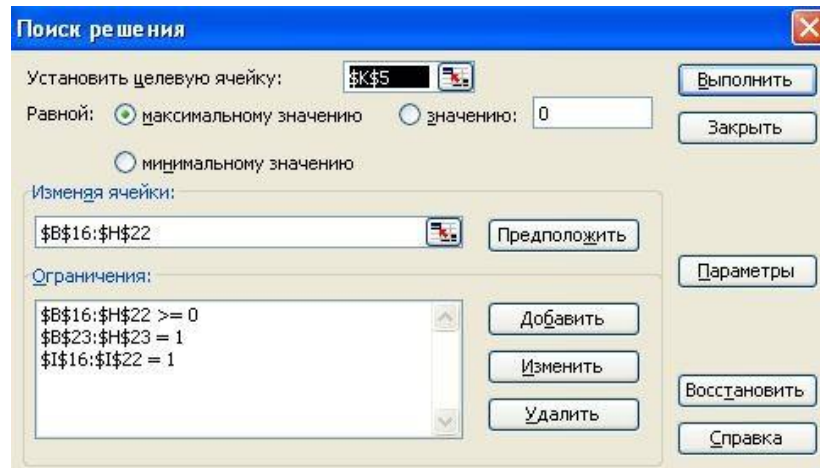 Поиск решения
Установить целевую ячейку: $K$5
Выполнить
Равной: максимальному значению значению: 0
Закрыть
минимальному значению
Изменяя ячейки:
$B$16:$H$22
Предположить
Ограничения:
Параметры
$B$16:$H$22 >= 0
$B$23:$H$23 = 1
$I$16:$I$22 = 1
Добавить
Изменить
Удалить
Восстановить
Справка